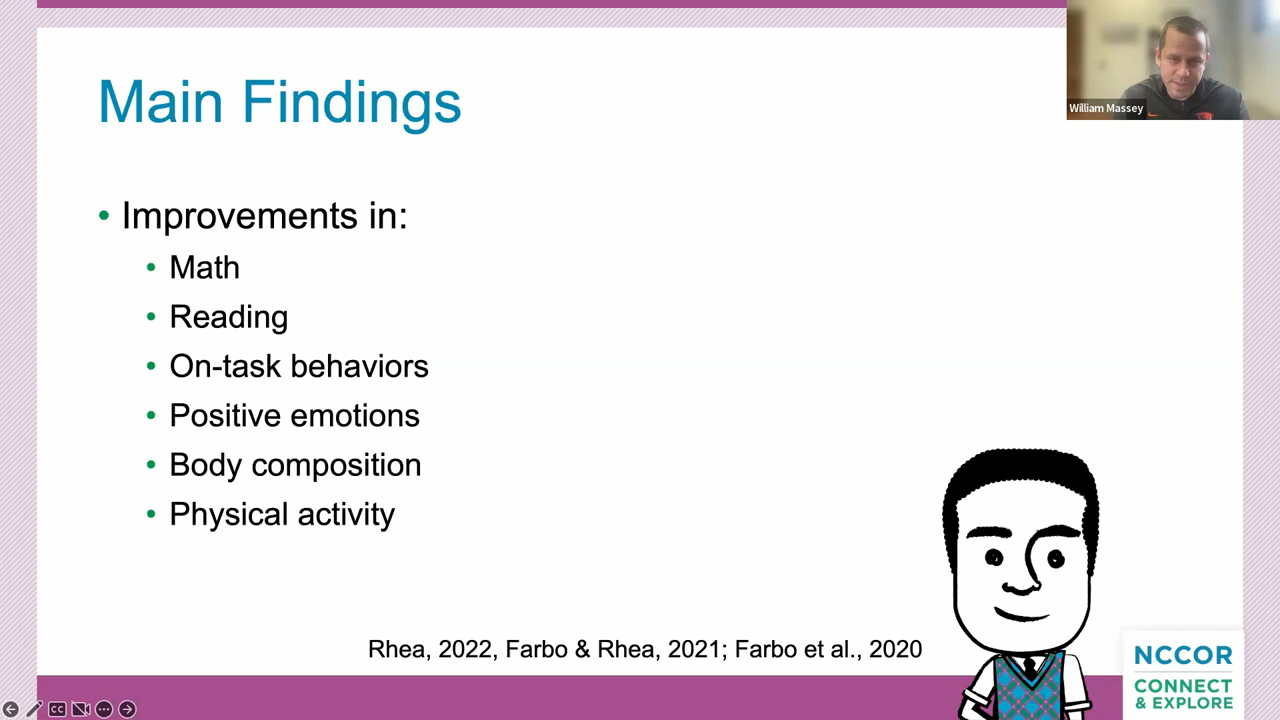 William Massey
Main Findings
• Improvements in:
• Math
• Reading
• On-task behaviors
• Positive emotions
• Body composition
• Physical activity
Rhea, 2022, Farbo & Rhea, 2021; Farbo et al., 2020
NCCOR
CONNECT
& EXPLORE
CC